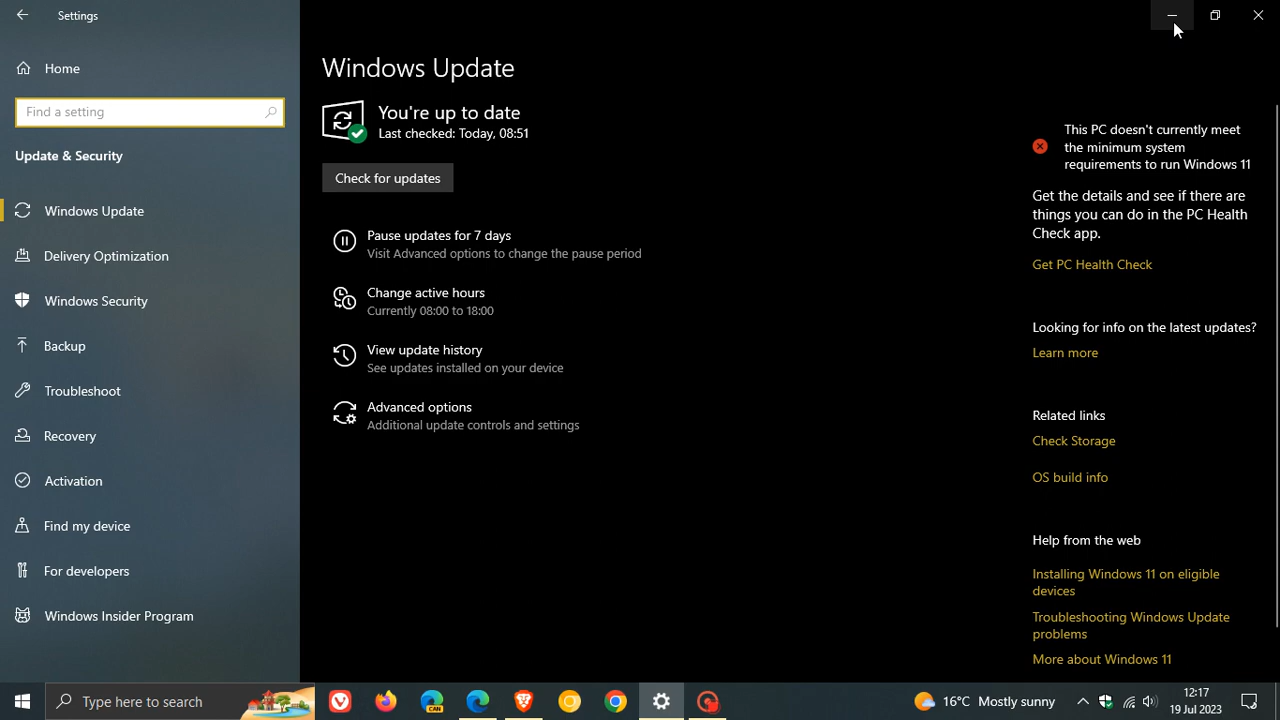 Settings
Home
Find a setting
Update & Security
Windows Update
Delivery Optimization
Windows Security
Backup
Troubleshoot
Recovery
Activation
Find my device
For developers
Windows Insider Program
Windows Update
You're up to date
Last checked: Today, 08:51
Check for updates
Pause updates for 7 days
Visit Advanced options to change the pause period
Change active hours
Currently 08:00 to 18:00
View update history
See updates installed on your device
Advanced options
Additional update controls and settings
This PC doesn't currently meet
the minimum system
requirements to run Windows 11
Get the details and see if there are
things you can do in the PC Health
Check app.
Get PC Health Check
Looking for info on the latest updates?
Learn more
Related links
Check Storage
OS build info
Help from the web
Installing Windows 11 on eligible
devices
Troubleshooting Windows Update
problems
More about Windows 11
Type here to search
CAN
16°C Mostly sunny
12:17
19 Jul 2023